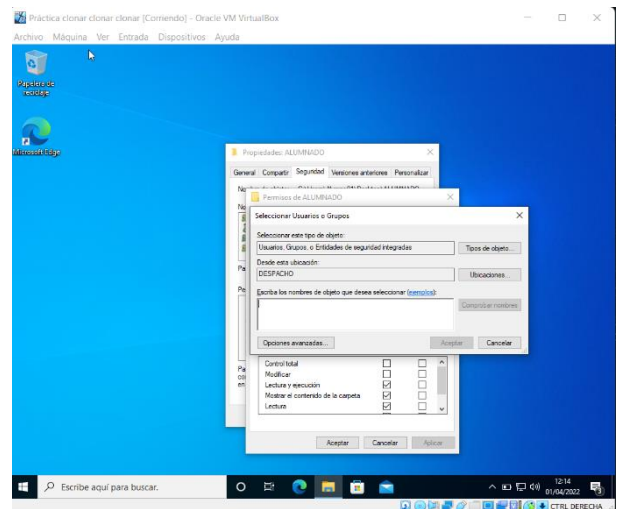 Práctica clonar clonar clonar [Corriendo] - Oracle VM VirtualBox
Archivo Máquina Ver Entrada Dispositivos Ayuda
Papelera de
reciclaje
Microsoft Edge
Propiedades: ALUMNADO
General Compartir Seguridad Versiones anteriores Personalizar
Permisos de ALUMNADO
Seleccionar Usuarios o Grupos
Seleccionar este tipo de objeto:
Usuarios, Grupos, o Entidades de seguridad integradas
Tipos de objeto...
Desde esta ubicación:
DESPACHO
Ubicaciones...
Escriba los nombres de objeto que desea seleccionar (ejemplos):
Comprobar nombres
Opciones avanzadas...
Aceptar Cancelar
Control total
Modificar
Lectura y ejecución
Mostrar el contenido de la carpeta
Lectura
Aceptar Cancelar Aplicar
Escribe aquí para buscar.
12:14
01/04/2022
CTRL DERECHA